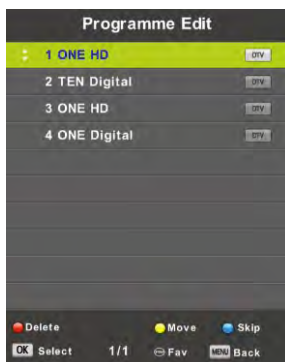 Programme Edit
1 ONE HD DTV
2 TEN Digital DTV
3 ONE HD DTV
4 ONE Digital DTV
Delete Move Skip
OK Select 1/1 Fav MENU Back